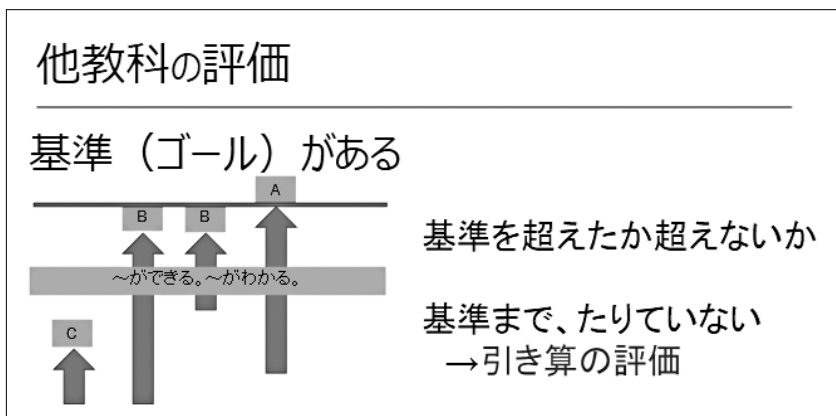 他教科の評価
基準（ゴール）がある
A
B
B
～ができる。～がわかる。
C
基準を超えたか超えないか
基準まで、たりていない
→引き算の評価